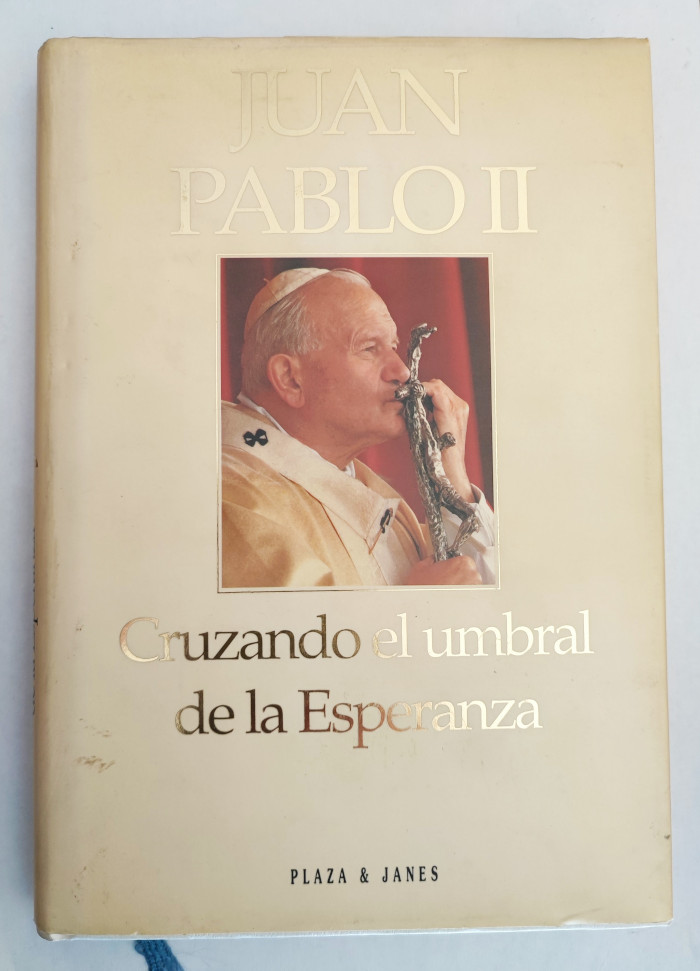 JUAN
PABLO II
Cruzando el umbral
de la Esperanza
PLAZA & JANES